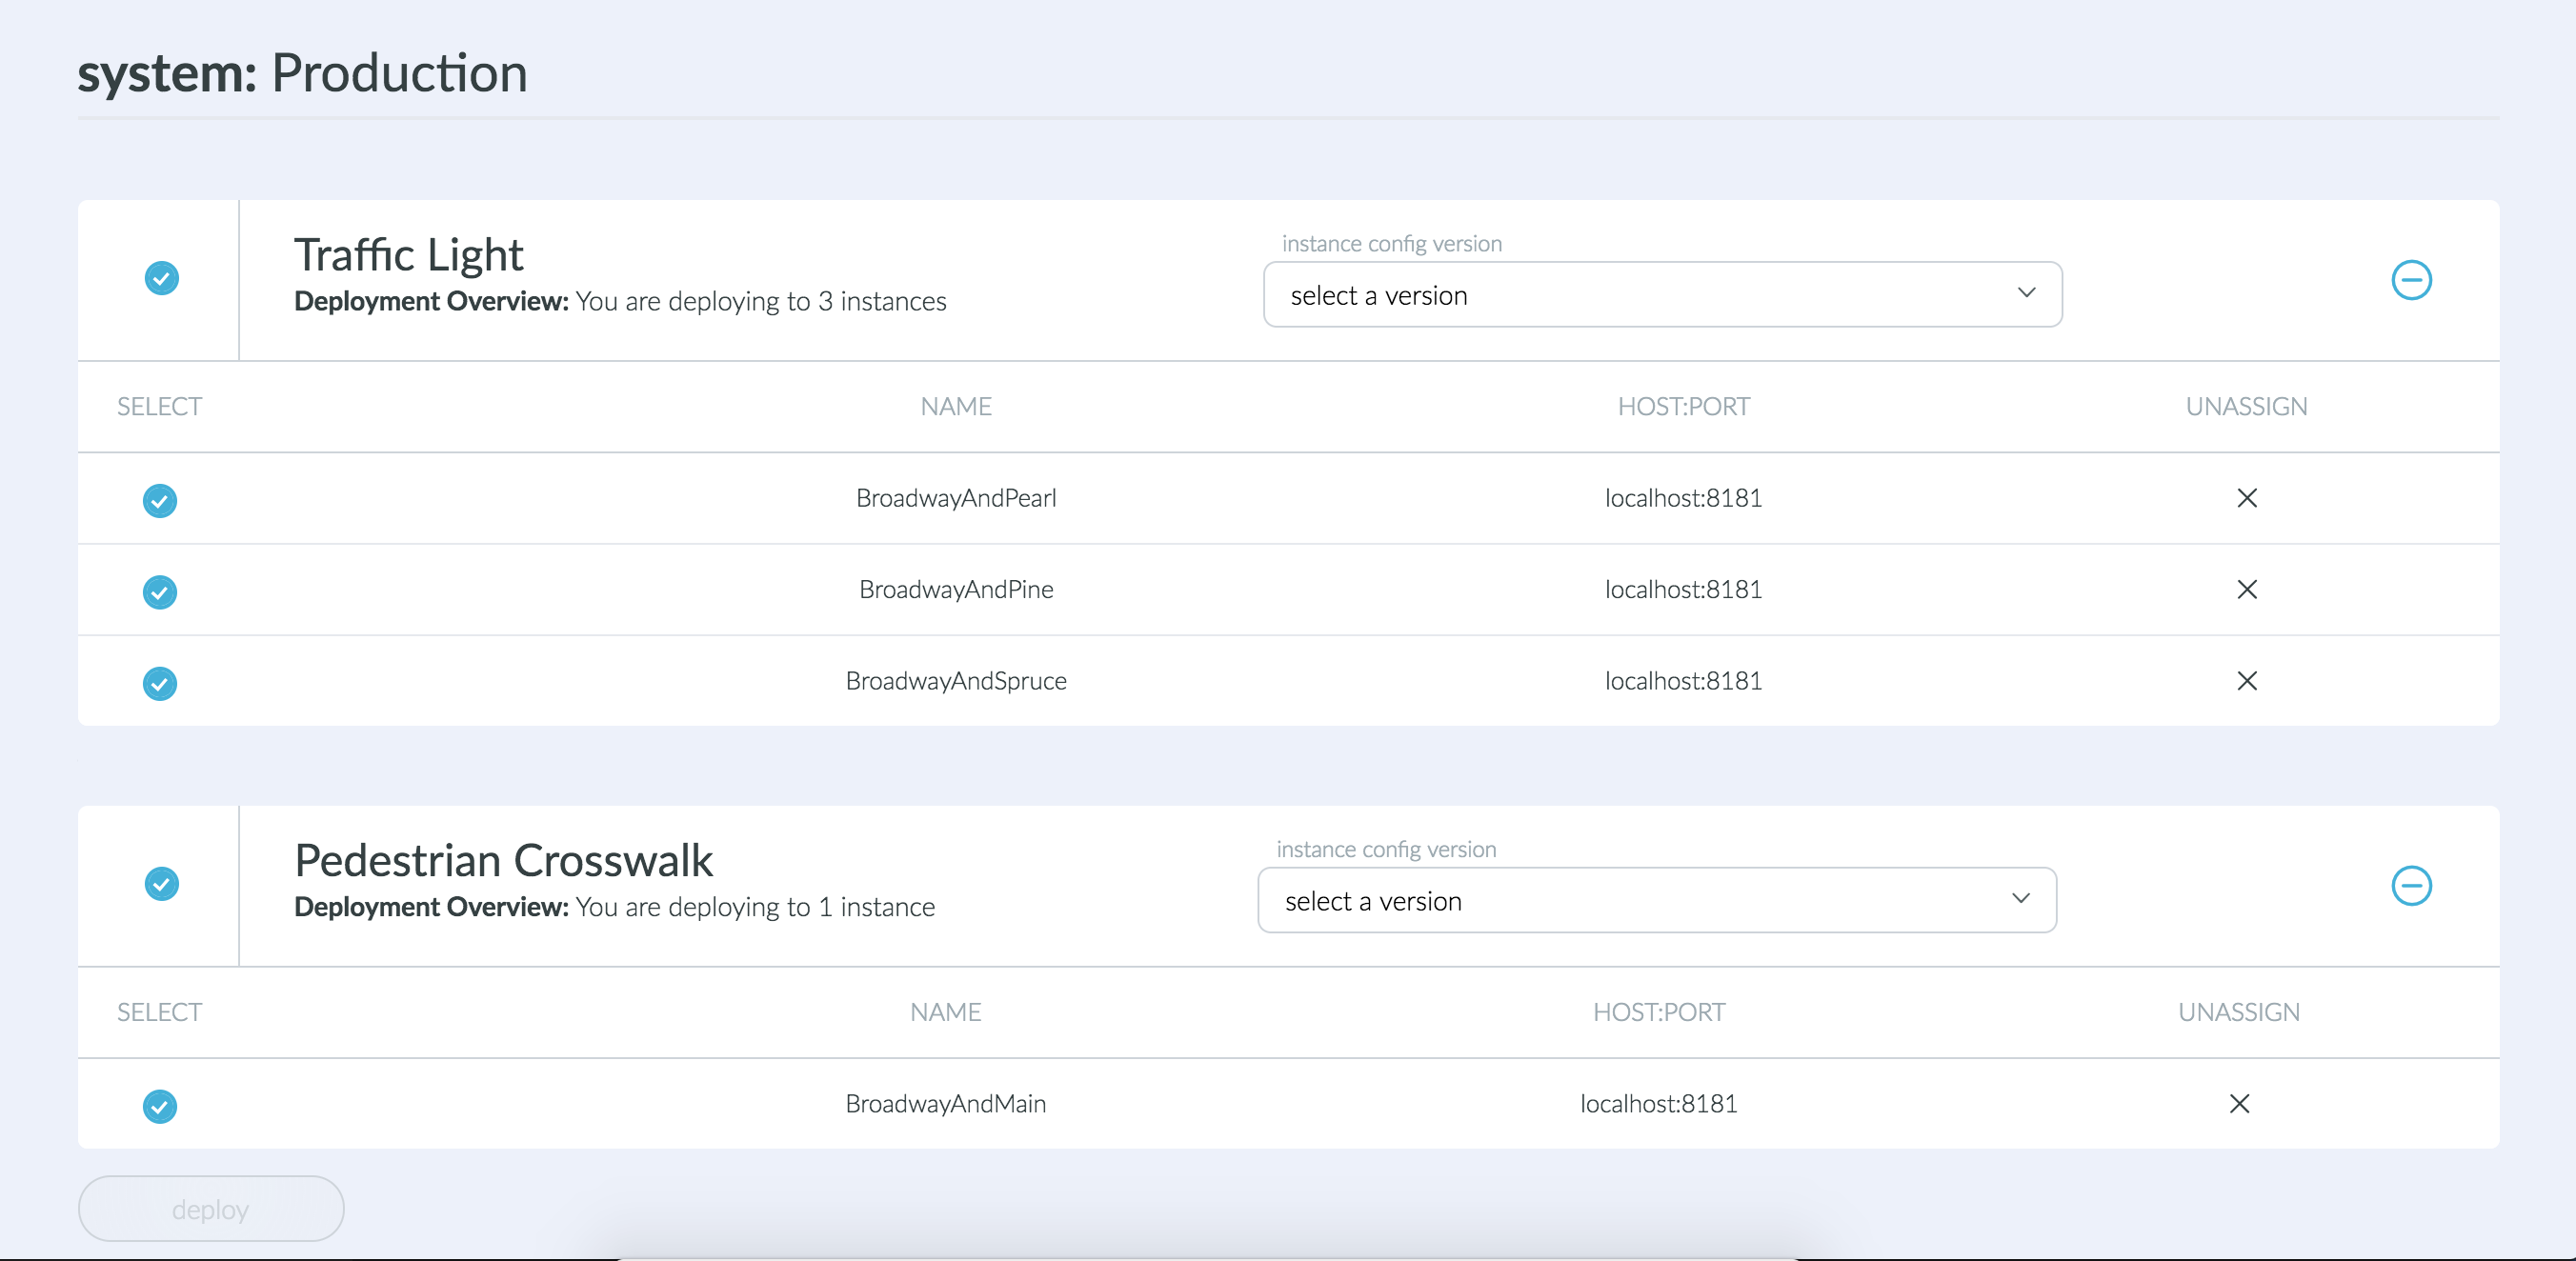 system: Production
Traffic Light
Deployment Overview: You are deploying to 3 instances
instance config version
select a version
SELECT NAME HOST:PORT UNASSIGN
BroadwayAndPearl localhost:8181
BroadwayAndPine localhost:8181
BroadwayAndSpruce localhost:8181
Pedestrian Crosswalk
Deployment Overview: You are deploying to 1 instance
instance config version
select a version
SELECT NAME HOST:PORT UNASSIGN
BroadwayAndMain localhost:8181
deploy